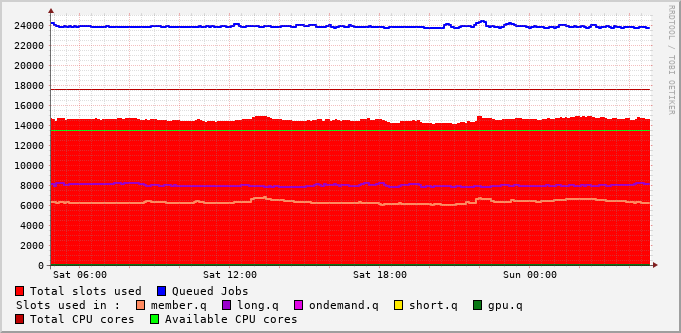 24000
22000
20000
18000
16000
14000
12000
10000
8000
6000
4000
2000
0
Sat 06:00 Sat 12:00 Sat 18:00 Sun 00:00
RRDTOOL / TOBI OETIKER
Total slots used Queued Jobs
Slots used in : member.q long.q ondemand.q short.q gpu.q
Total CPU cores Available CPU cores